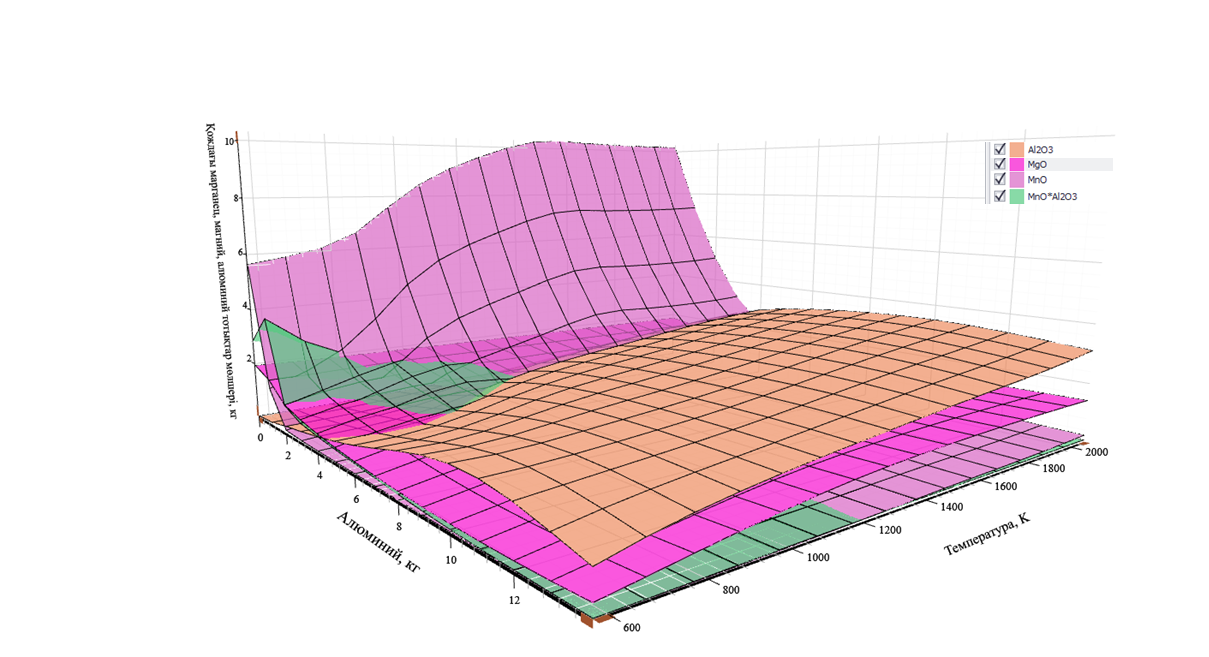 Қождағы марганец, магний, алюминий тотықтар мөлшері, кг
10
8
6
4
2
0
2
4
6
8
10
12
Алюминий, кг
600
800
1000
1200
1400
1600
1800
2000
Температура, К
Al2O3
MgO
MnO
MnO*Al2O3